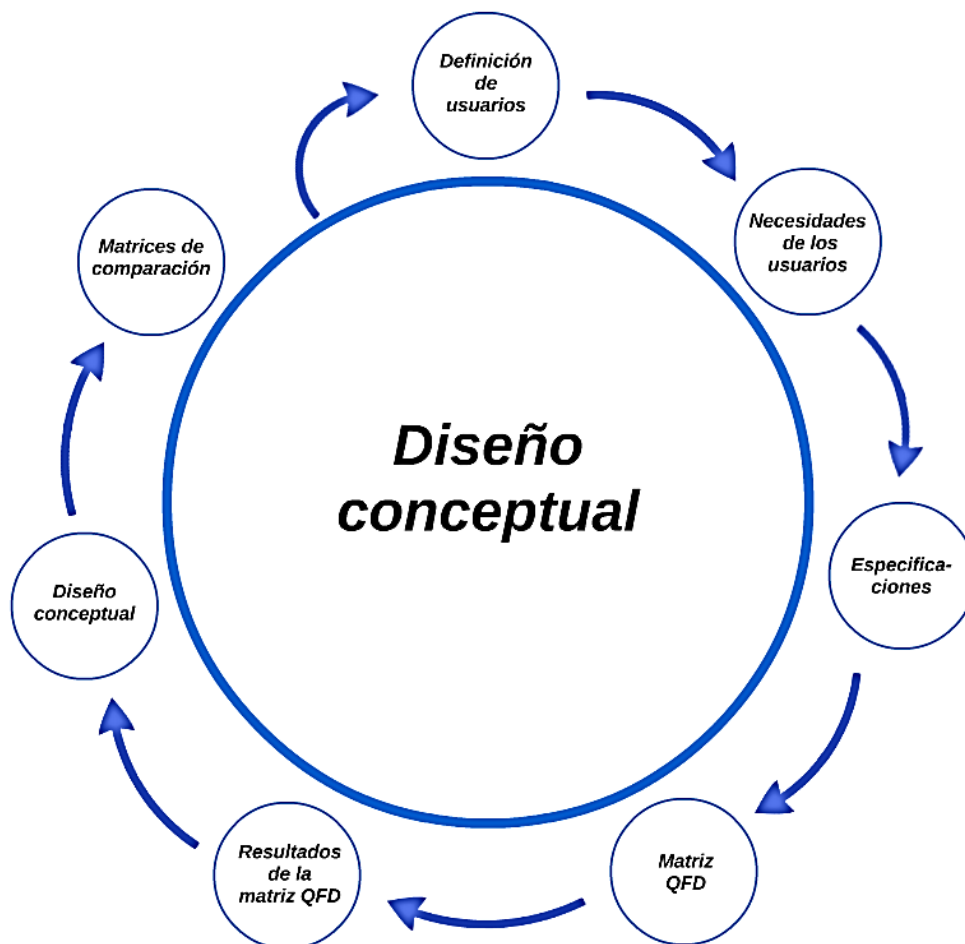 Definición
de
usuarios
Necesidades
de los
usuarios
Especifica-
ciones
Matriz
QFD
Resultados
de la
matriz QFD
Diseño
conceptual
Matrices de
comparación
Diseño
conceptual